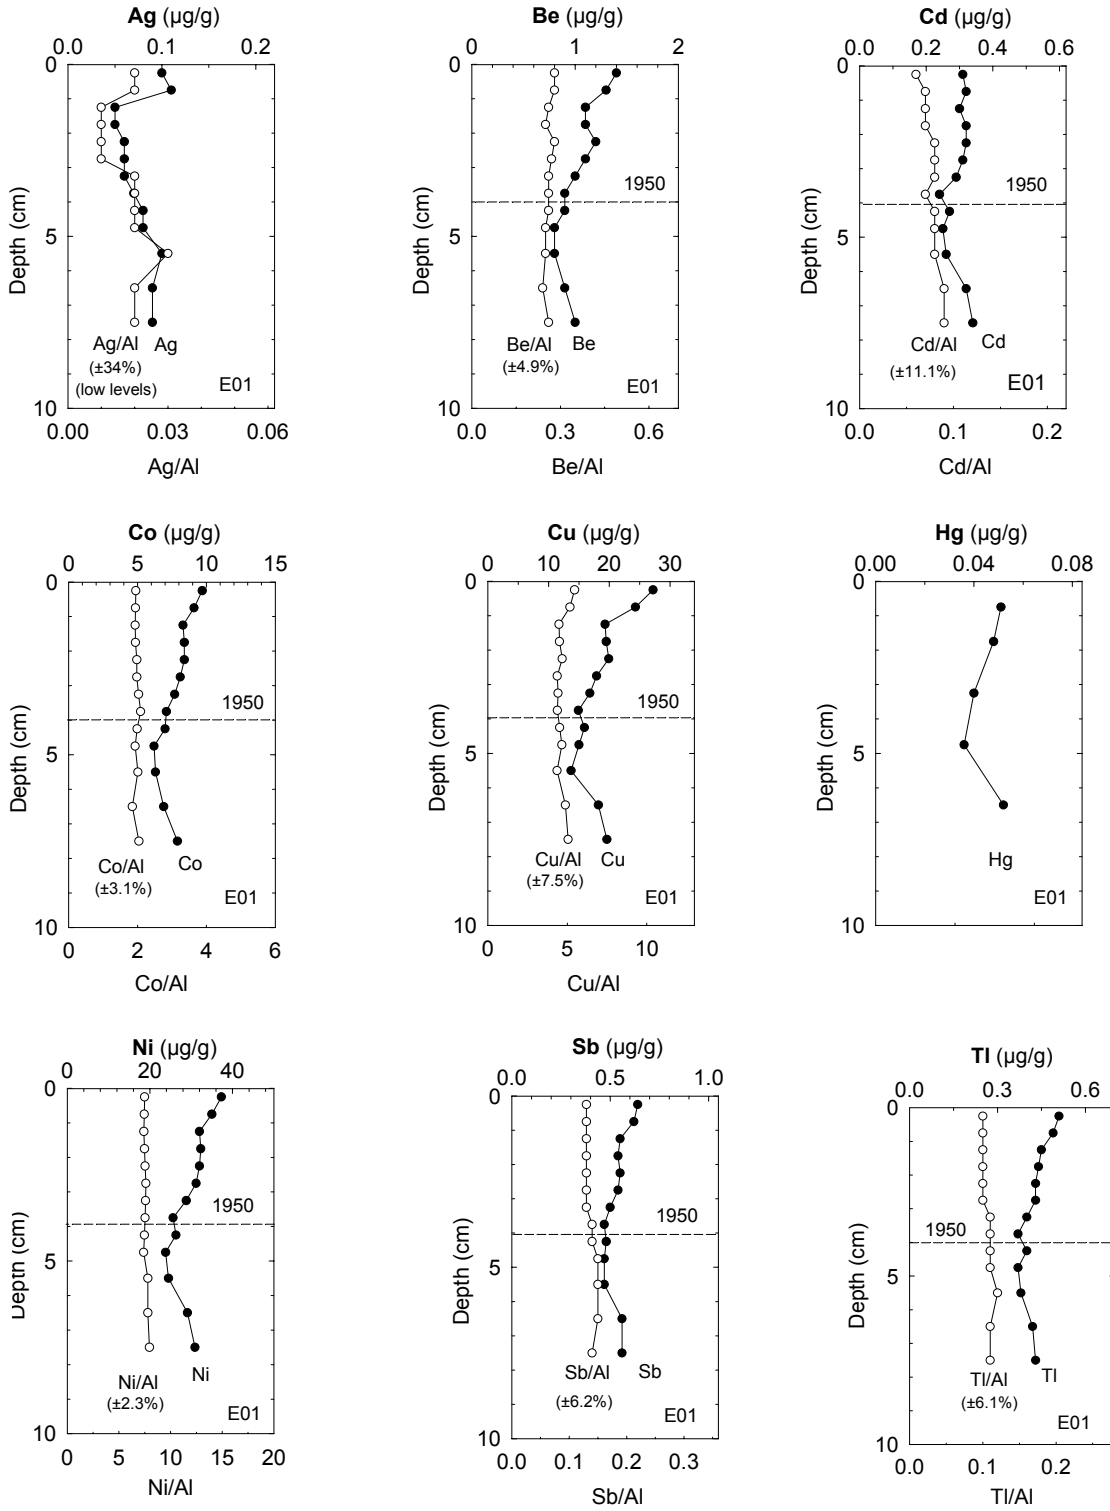 Ag (µg/g)
0.0 0.1 0.2
0
5
10
Depth (cm)
Ag/Al Ag
(±34%)
(low levels)
E01
0.00 0.03 0.06
Ag/Al
Be (µg/g)
0 1 2
0
5
10
Depth (cm)
1950
Be/Al Be
(±4.9%)
E01
0.0 0.3 0.6
Be/Al
Cd (µg/g)
0.0 0.2 0.4 0.6
0
5
10
Depth (cm)
1950
Cd/Al Cd
(±11.1%)
E01
0.0 0.1 0.2
Cd/Al
Co (µg/g)
0 5 10 15
0
5
10
Depth (cm)
1950
Co/Al Co
(±3.1%)
E01
0 2 4 6
Co/Al
Cu (µg/g)
0 10 20 30
0
5
10
Depth (cm)
1950
Cu/Al Cu
(±7.5%)
E01
0 5 10
Cu/Al
Hg (µg/g)
0.00 0.04 0.08
0
5
10
Depth (cm)
Hg
E01
Ni (µg/g)
0 20 40
0
5
10
Depth (cm)
1950
Ni/Al Ni
(±2.3%)
E01
0 5 10 15 20
Ni/Al
Sb (µg/g)
0.0 0.5 1.0
0
5
10
Depth (cm)
1950
Sb/Al Sb
(±6.2%)
E01
0.0 0.1 0.2 0.3
Sb/Al
Tl (µg/g)
0.0 0.3 0.6
0
5
10
Depth (cm)
1950
Tl/Al Tl
(±6.1%)
E01
0.0 0.1 0.2
Tl/Al